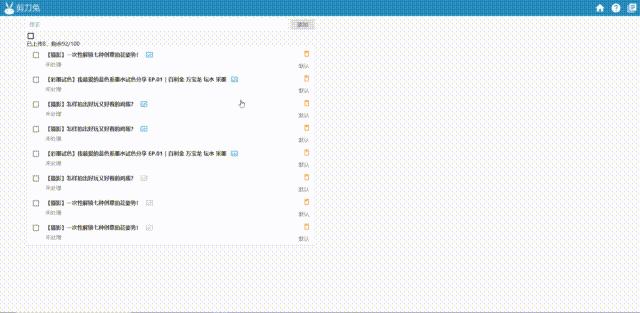 剪刀兔
搜索
添加
已上传8，剩余92/100
【摄影】一次性解锁七种创意拍花姿势！
未处理
默认
【彩墨试色】我最爱的蓝色系墨水试色分享 EP.01 | 百利金 万宝龙 坛水 采墨
未处理
默认
【摄影】怎样拍出好玩又好看的鸡蛋？
未处理
默认
【摄影】怎样拍出好玩又好看的鸡蛋？
未处理
默认
【彩墨试色】我最爱的蓝色系墨水试色分享 EP.01 | 百利金 万宝龙 坛水 采墨
未处理
默认
【摄影】怎样拍出好玩又好看的鸡蛋？
未处理
默认
【摄影】一次性解锁七种创意拍花姿势！
未处理
默认
【摄影】一次性解锁七种创意拍花姿势！
未处理
默认